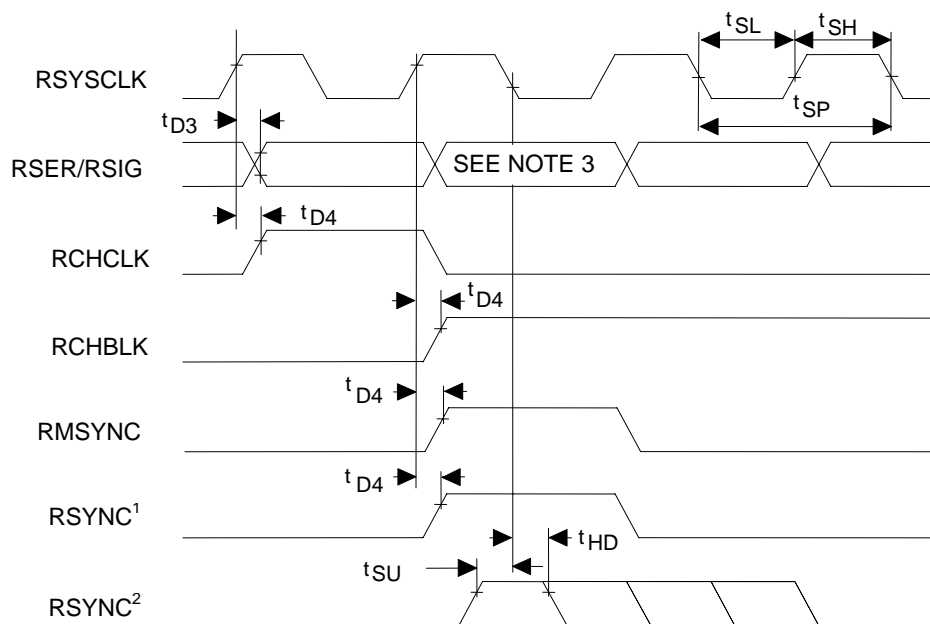 tSL tSH
RSYSCLK
tSP
tD3
RSER/RSIG SEE NOTE 3
tD4
RCHCLK
tD4
RCHBLK
tD4
RMSYNC
tD4
RSYNC1
tHD
tSU
RSYNC2